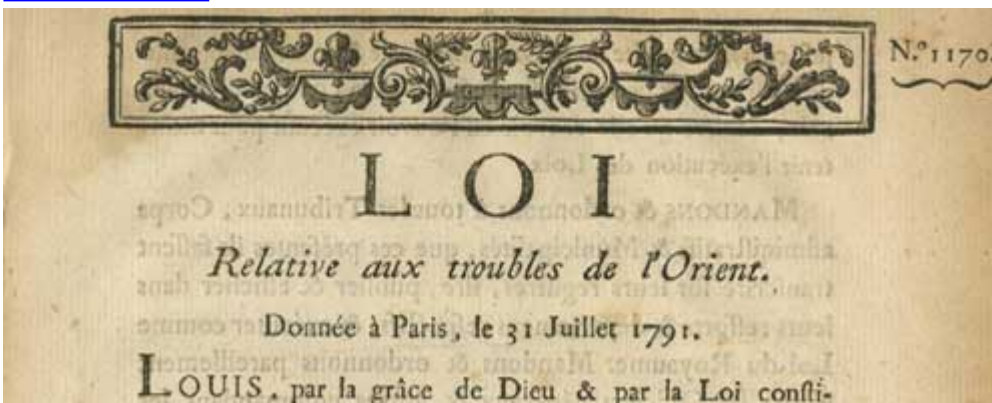 N.º 1170.
LOI
Relative aux troubles de l'Orient.
Donnée à Paris, le 31 Juillet 1791.
LOUIS, par la grâce de Dieu & par la Loi consti-